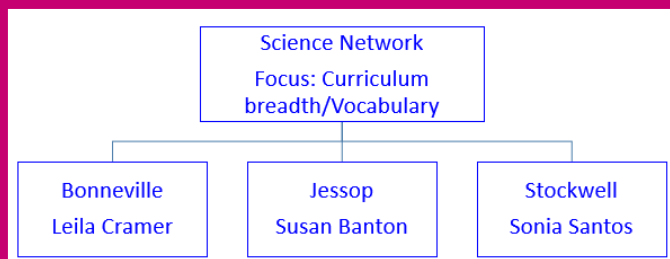 Science Network
Focus: Curriculum
breadth/Vocabulary
Bonneville
Leila Cramer
Jessop
Susan Banton
Stockwell
Sonia Santos